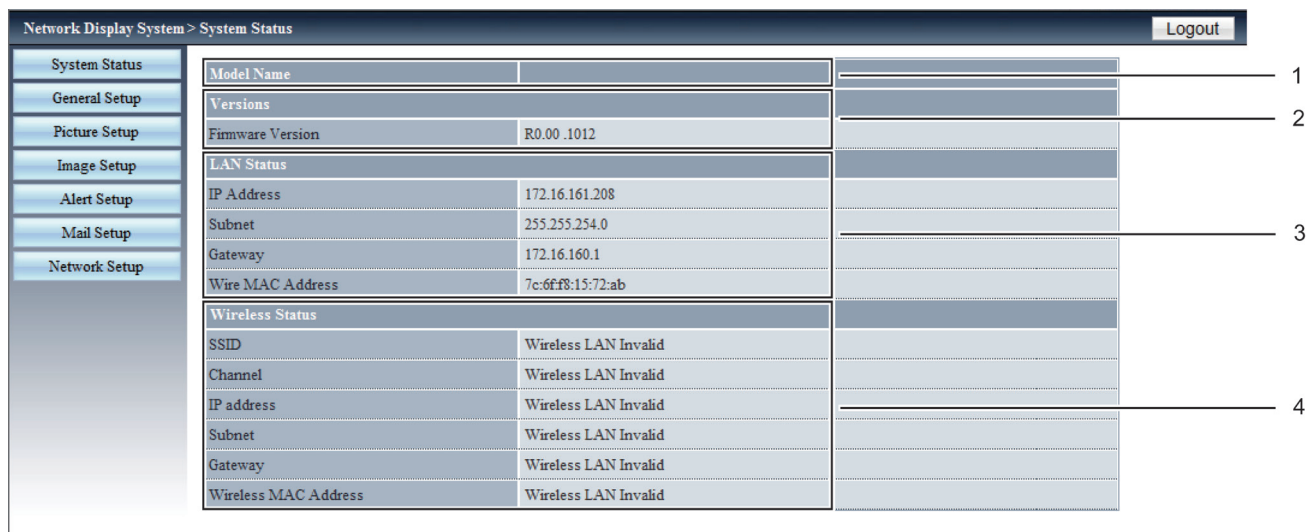 Network Display System > System Status
Logout
System Status
General Setup
Picture Setup
Image Setup
Alert Setup
Mail Setup
Network Setup
Model Name
1
Versions
2
Firmware Version R0.00 .1012
LAN Status
IP Address 172.16.161.208
Subnet 255.255.254.0
3
Gateway 172.16.160.1
Wire MAC Address 7c:6f:f8:15:72:ab
Wireless Status
SSID Wireless LAN Invalid
Channel Wireless LAN Invalid
IP address Wireless LAN Invalid
4
Subnet Wireless LAN Invalid
Gateway Wireless LAN Invalid
Wireless MAC Address Wireless LAN Invalid